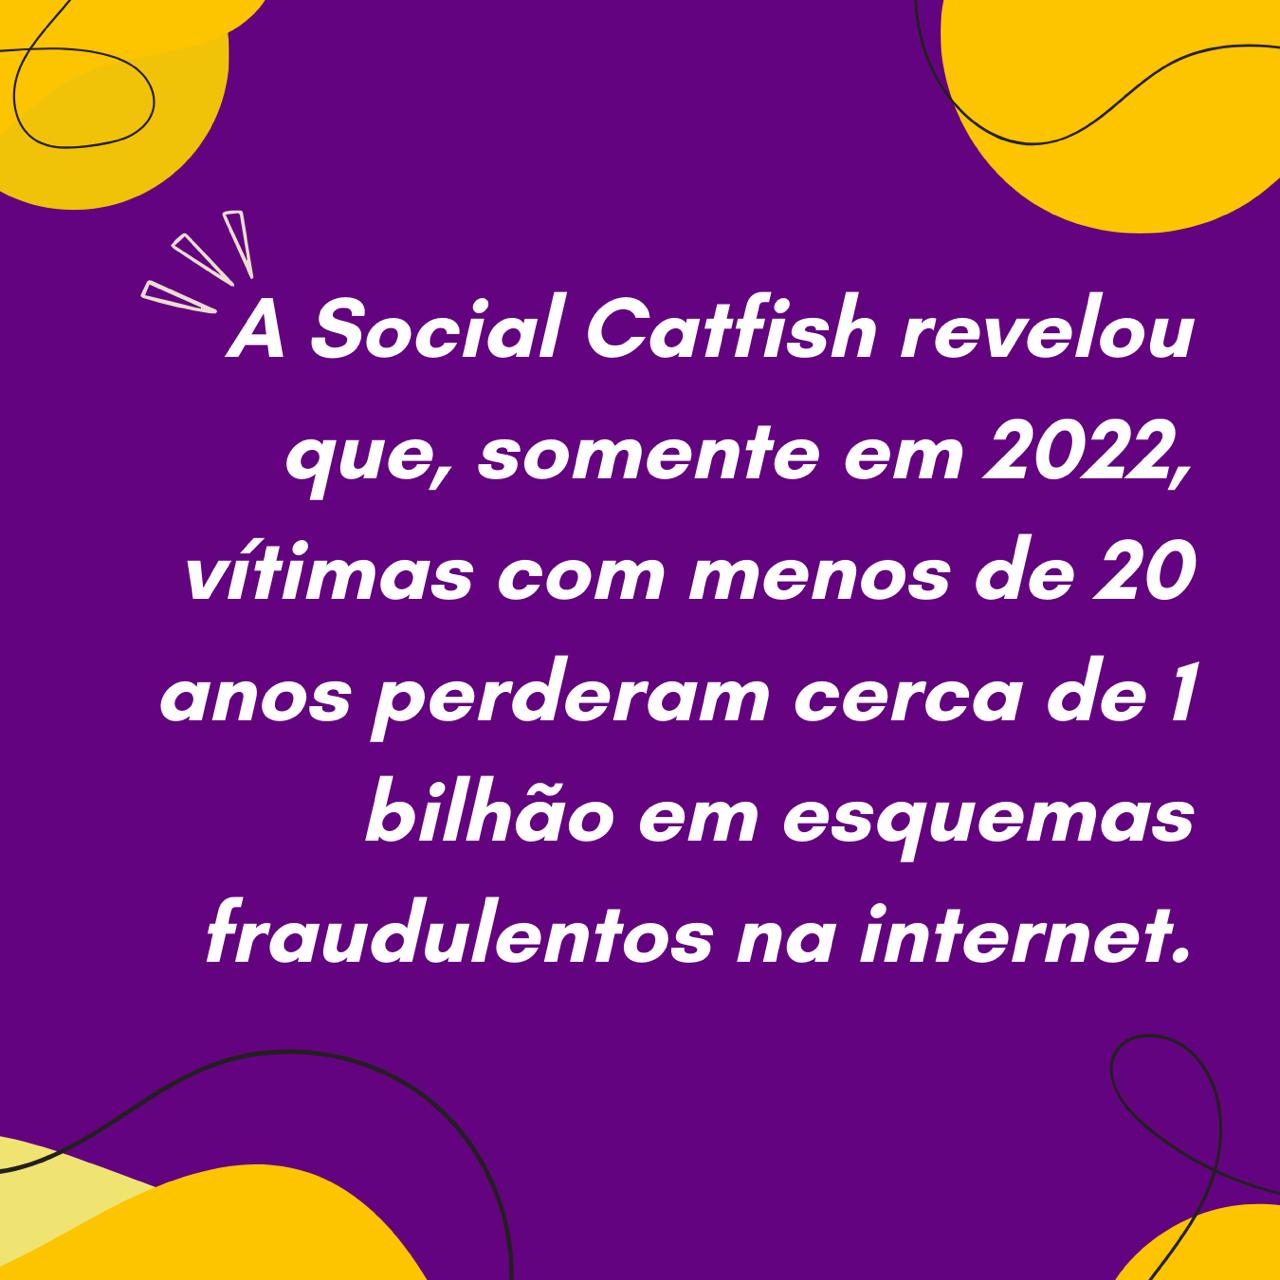 A Social Catfish revelou
que, somente em 2022,
vítimas com menos de 20
anos perderam cerca de 1
bilhão em esquemas
fraudulentos na internet.